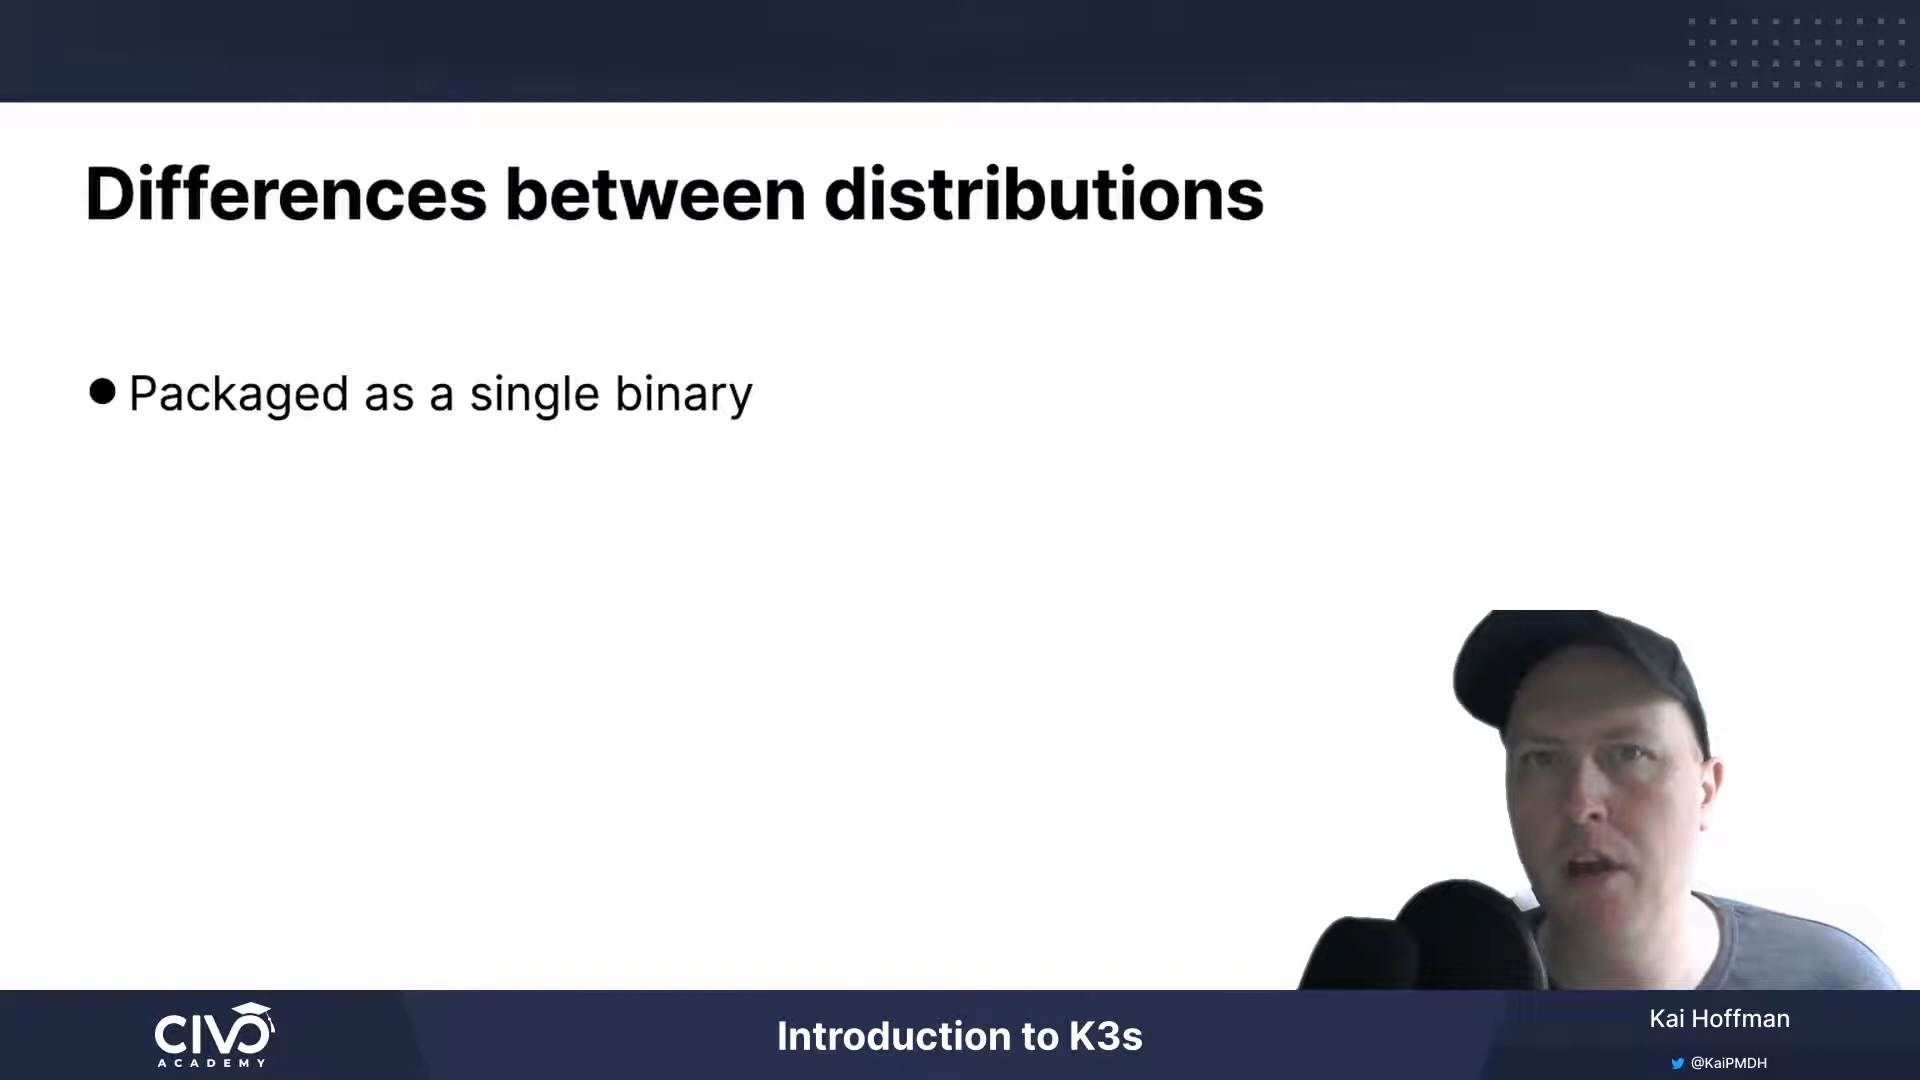 Differences between distributions
● Packaged as a single binary
CIVO
ACADEMY
Introduction to K3s
Kai Hoffman
@KaiPMDH